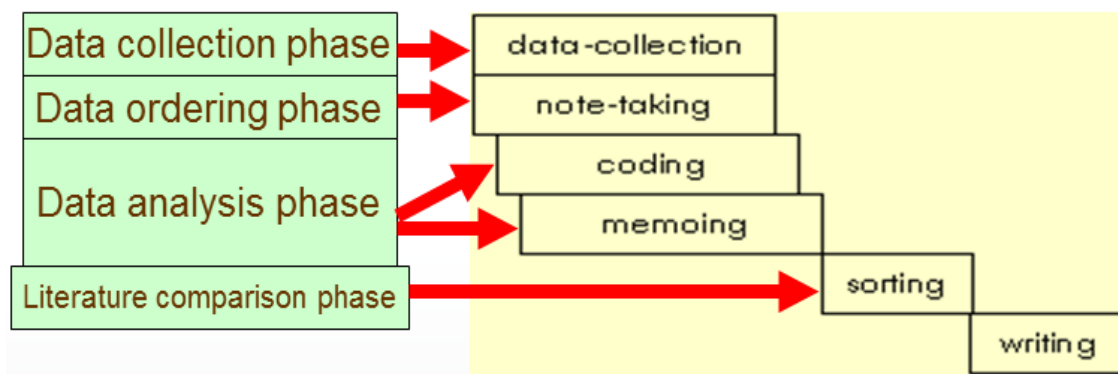 Data collection phase
Data ordering phase
Data analysis phase
Literature comparison phase
data-collection
note-taking
coding
memoing
sorting
writing